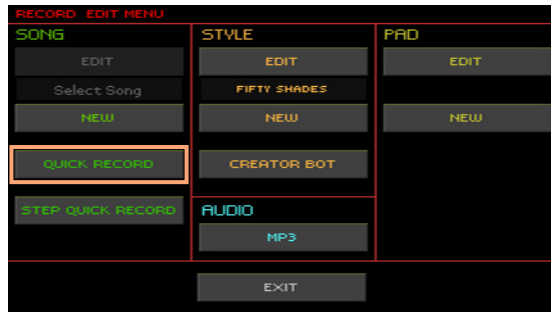 RECORD EDIT MENU
SONG
EDIT
Select Song
NEW
QUICK RECORD
STEP QUICK RECORD
STYLE
EDIT
FIFTY SHADES
NEW
CREATOR BOT
AUDIO
MP3
PAD
EDIT
NEW
EXIT